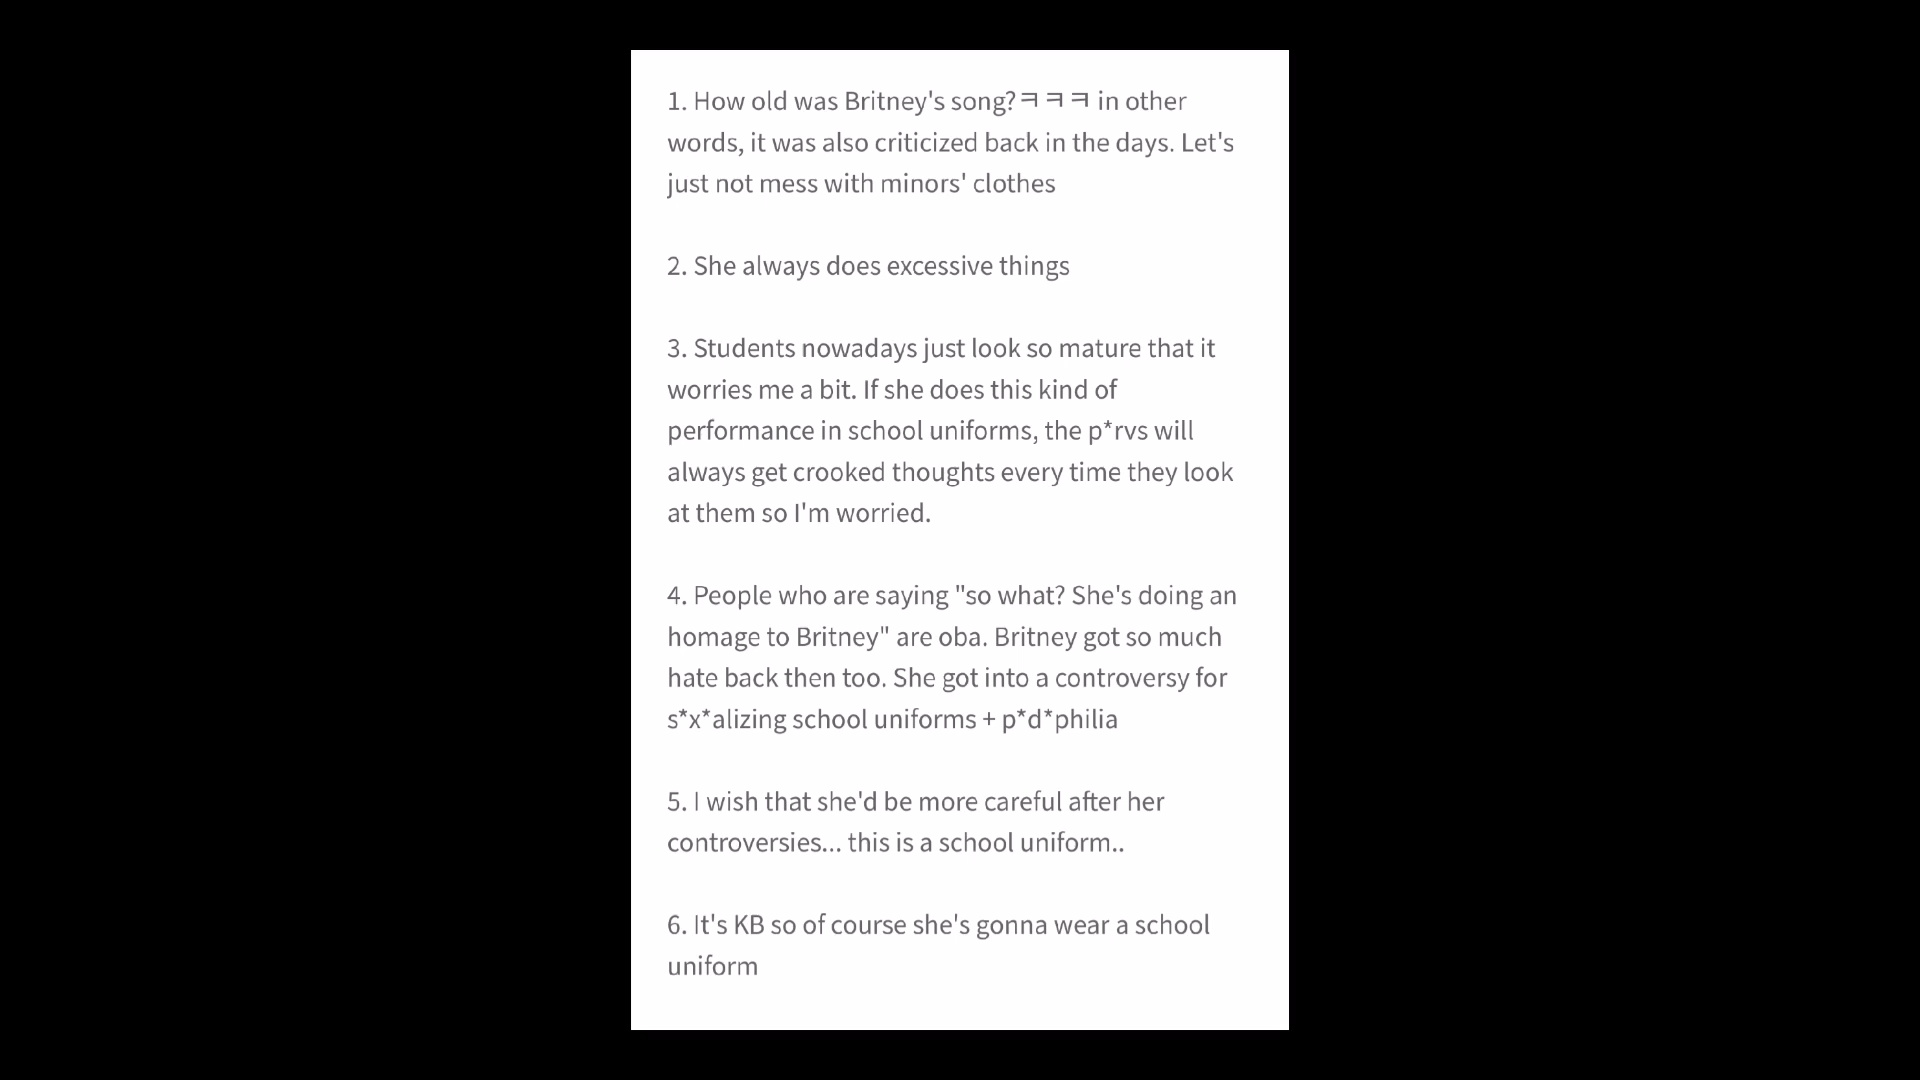 1. How old was Britney's song?ㅋㅋㅋ in other
words, it was also criticized back in the days. Let's
just not mess with minors' clothes
2. She always does excessive things
3. Students nowadays just look so mature that it
worries me a bit. If she does this kind of
performance in school uniforms, the p*rvs will
always get crooked thoughts every time they look
at them so I'm worried.
4. People who are saying "so what? She's doing an
homage to Britney" are oba. Britney got so much
hate back then too. She got into a controversy for
s*x*alizing school uniforms + p*d*philia
5. I wish that she'd be more careful after her
controversies... this is a school uniform..
6. It's KB so of course she's gonna wear a school
uniform